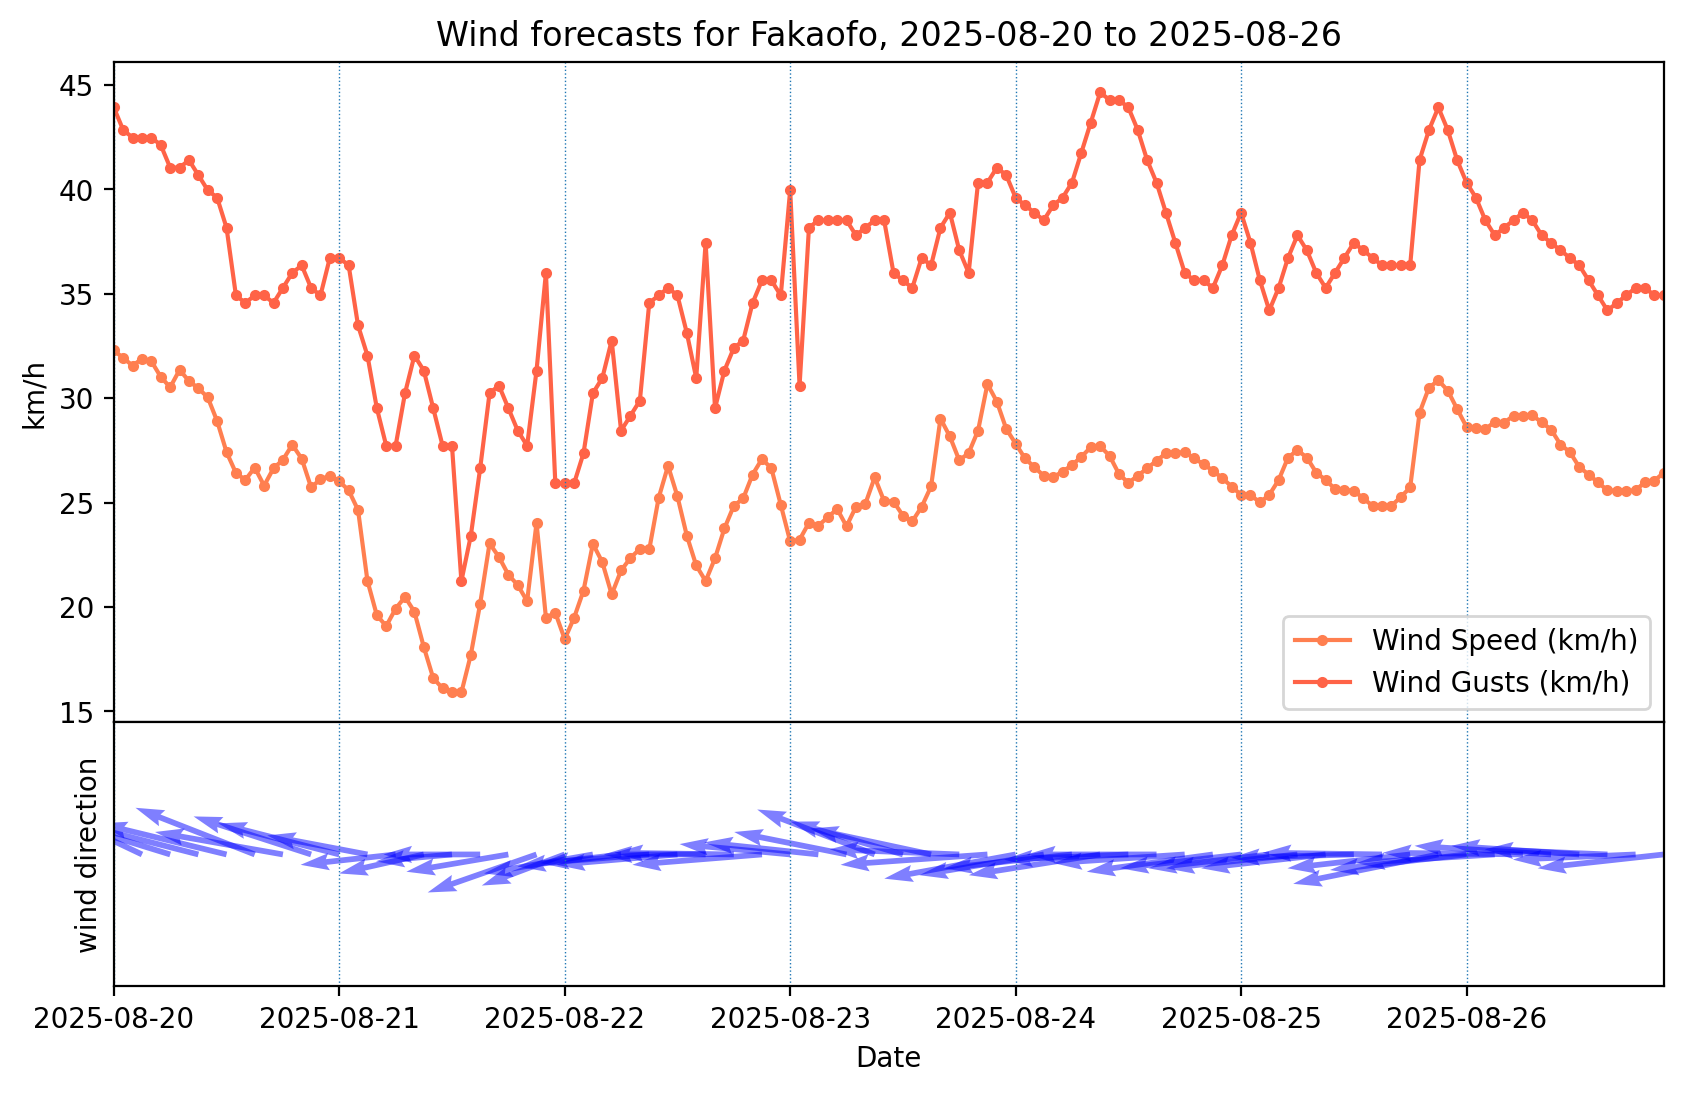 Wind forecasts for Fakaofo, 2025-08-20 to 2025-08-26
45
40
35
30
25
20
15
km/h
Wind Speed (km/h)
Wind Gusts (km/h)
wind direction
2025-08-20 2025-08-21 2025-08-22 2025-08-23 2025-08-24 2025-08-25 2025-08-26
Date